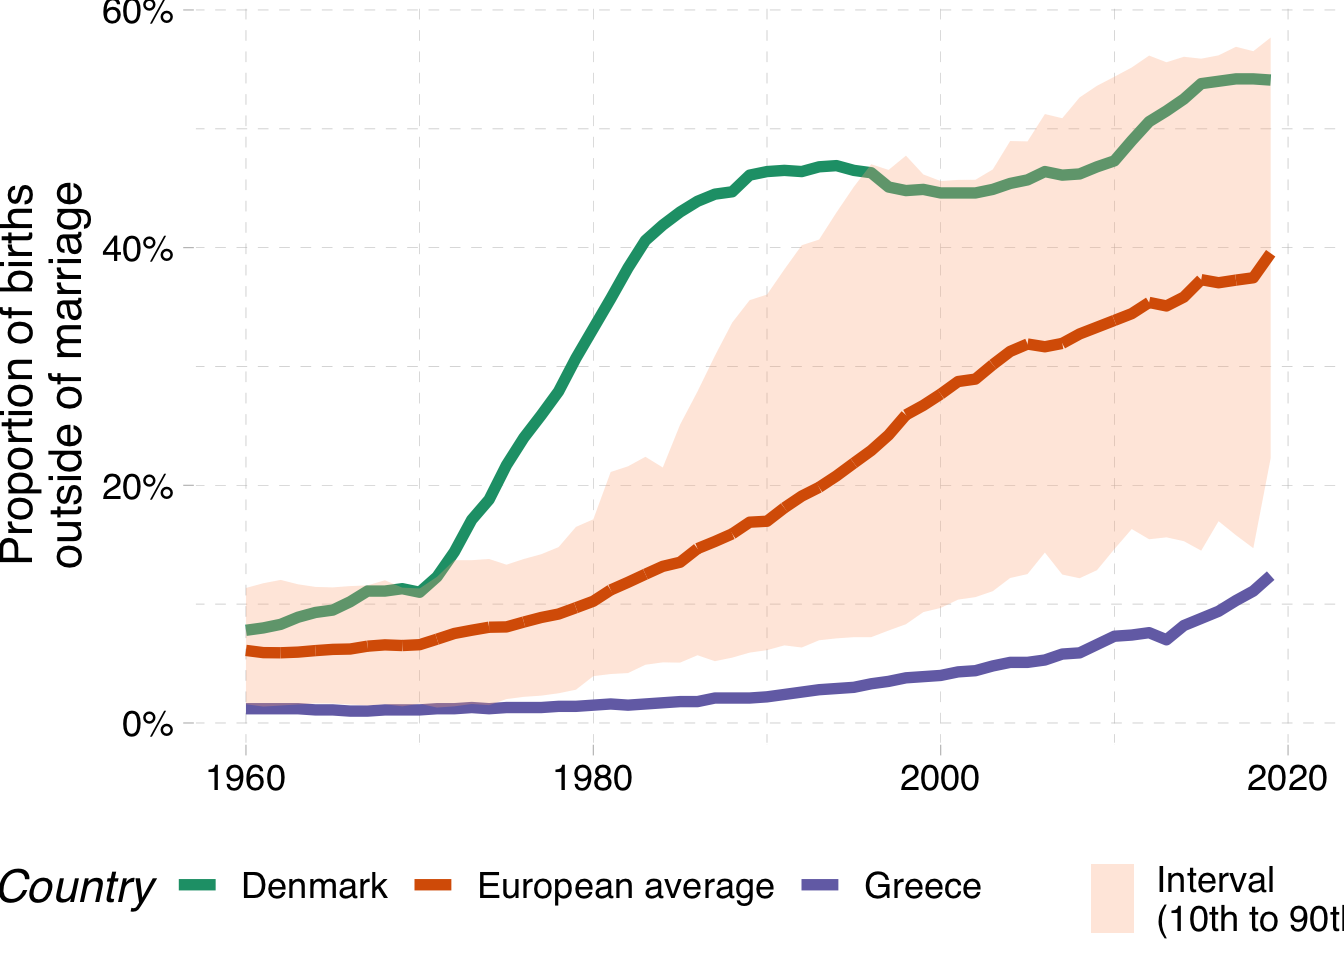 Proportion of births
outside of marriage
60%
40%
20%
0%
1960 1980 2000 2020
Country Denmark European average Greece
Interval
(10th to 90th